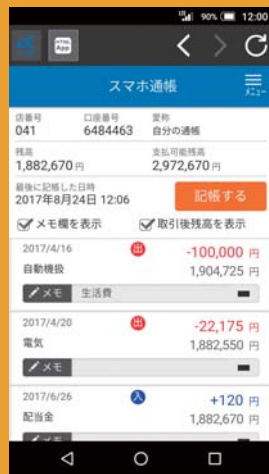 90% 12:00
HTML
App
スマホ通帳
メニュー
店番号 口座番号 愛称
041 6484463 自分の通帳
残高 支払可能残高
1,882,670 円 2,972,670 円
最後に記帳した日時
2017年8月24日 12:06 記帳する
メモ欄を表示 取引後残高を表示
2017/4/16 出 -100,000 円
自動機扱 1,904,725 円
メモ 生活費
2017/4/20 出 -22,175 円
電気 1,882,550 円
メモ
2017/6/26 入 +120 円
配当金 1,882,670 円
メモ